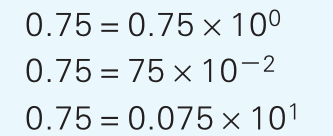 0.75 = 0.75 × 10⁰
0.75 = 75 × 10⁻²
0.75 = 0.075 × 10¹